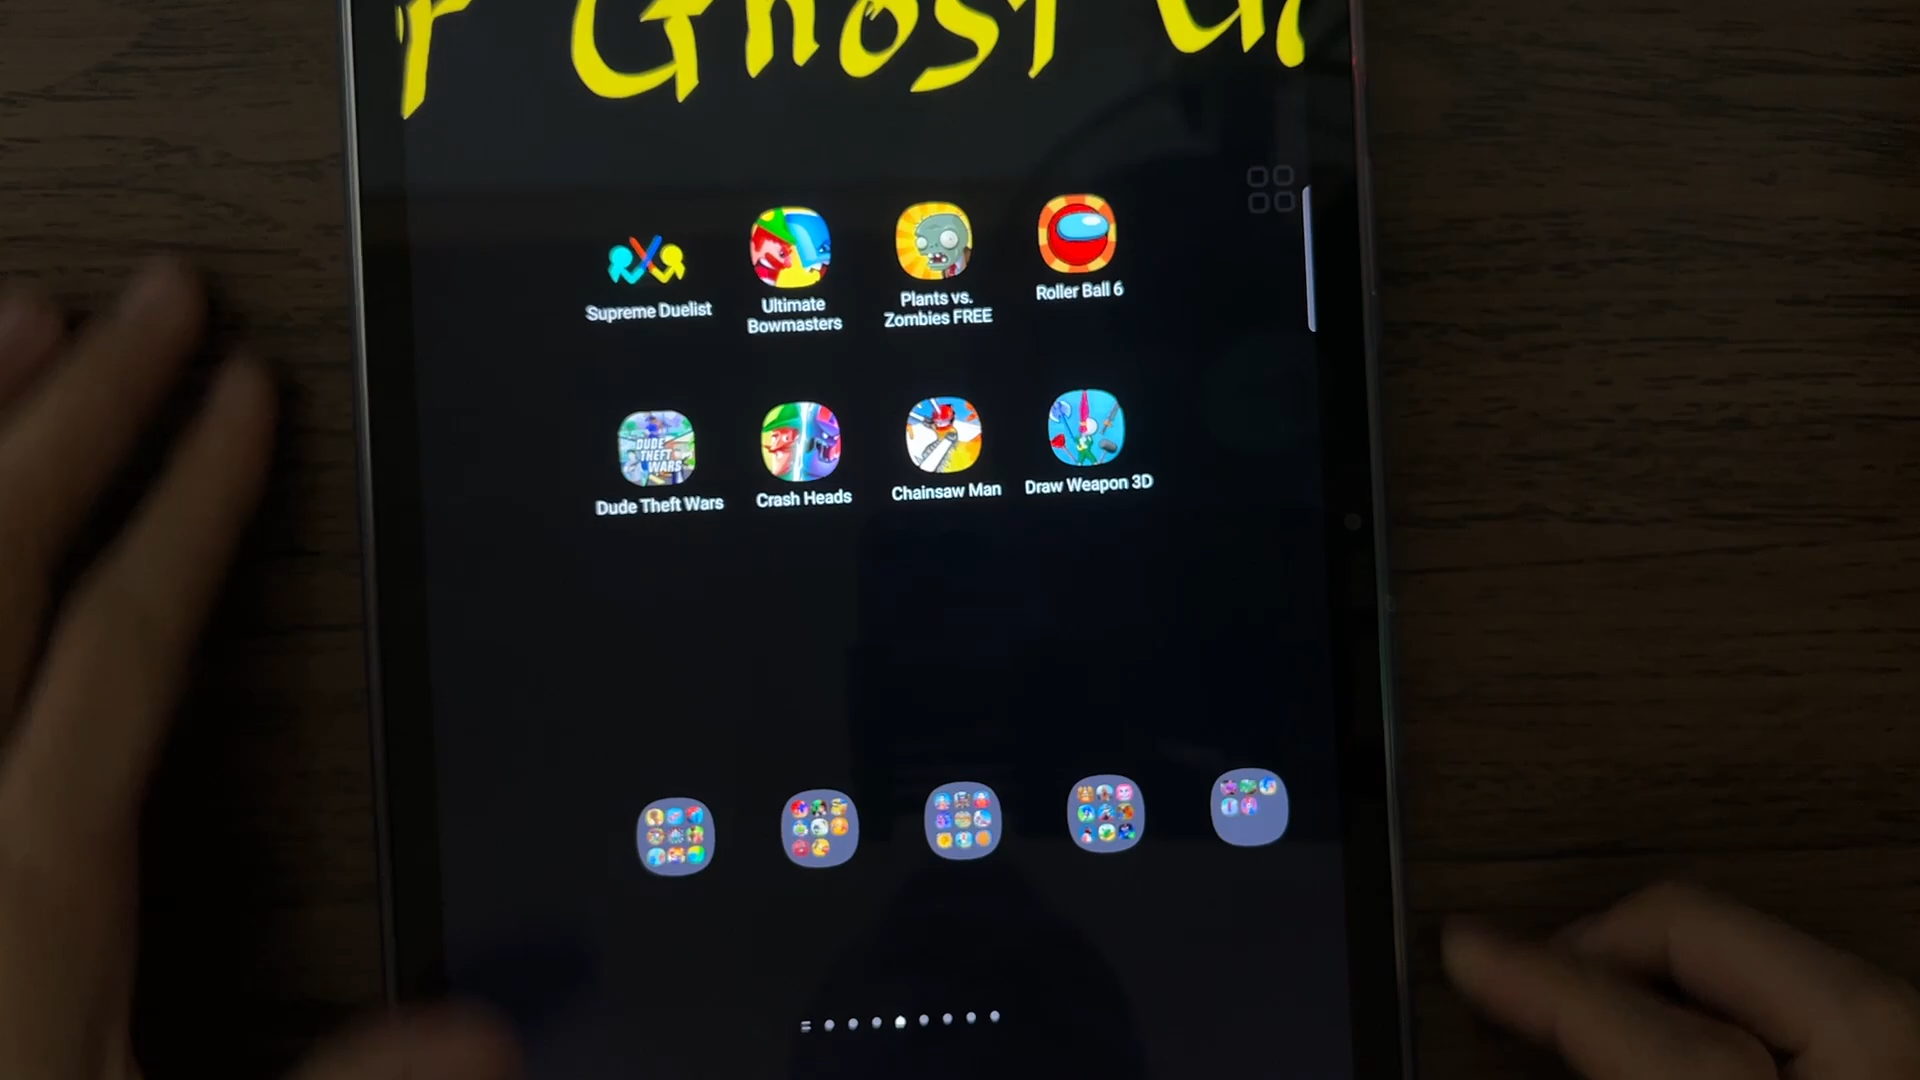 r Ghost
Supreme Duelist
Ultimate
Bowmasters
Plants vs.
Zombies FREE
Roller Ball 6
DUDE
THEFT
WARS
Dude Theft Wars
Crash Heads
Chainsaw Man
Draw Weapon 3D